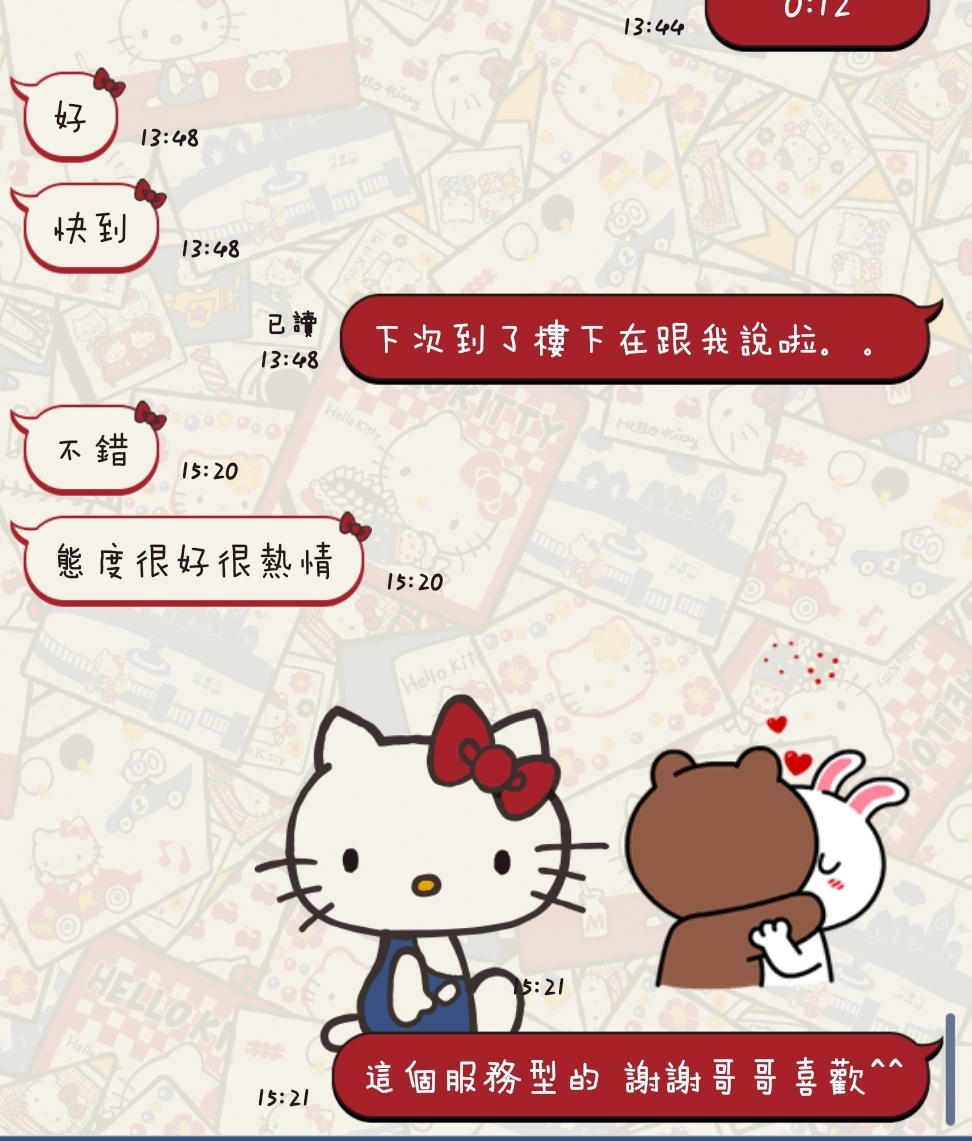 0:12
13:44
好
13:48
快到
13:48
已讀
13:48
下次到了樓下在跟我說啦。。
不錯
15:20
態度很好很熱情
15:20
15:21
這個服務型的 謝謝哥哥喜歡^^
15:21